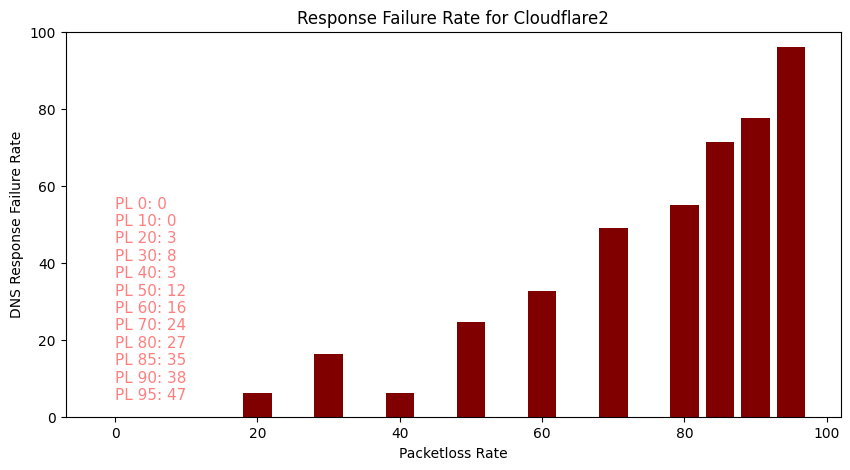 Response Failure Rate for Cloudflare2
DNS Response Failure Rate
100
80
60
40
20
0
PL 0: 0
PL 10: 0
PL 20: 3
PL 30: 8
PL 40: 3
PL 50: 12
PL 60: 16
PL 70: 24
PL 80: 27
PL 85: 35
PL 90: 38
PL 95: 47
0 20 40 60 80 100
Packetloss Rate